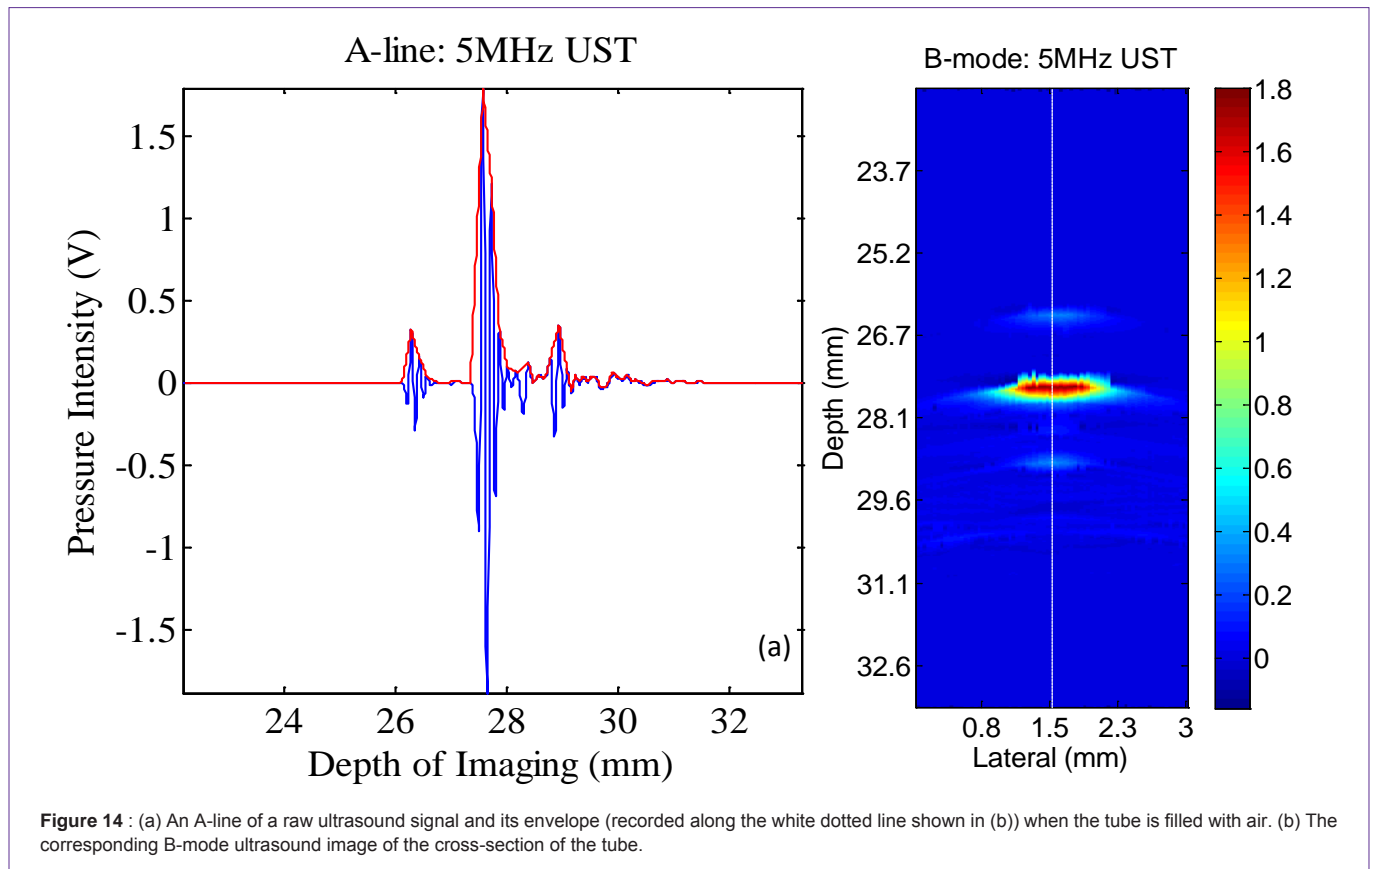 A-line: 5MHz UST
Pressure Intensity (V)
1.5
1
0.5
0
-0.5
-1
-1.5
(a)
24 26 28 30 32
Depth of Imaging (mm)
B-mode: 5MHz UST
Depth (mm)
23.7
25.2
26.7
28.1
29.6
31.1
32.6
0.8 1.5 2.3 3
Lateral (mm)
1.8
1.6
1.4
1.2
1
0.8
0.6
0.4
0.2
0
Figure 14 : (a) An A-line of a raw ultrasound signal and its envelope (recorded along the white dotted line shown in (b)) when the tube is filled with air. (b) The
corresponding B-mode ultrasound image of the cross-section of the tube.